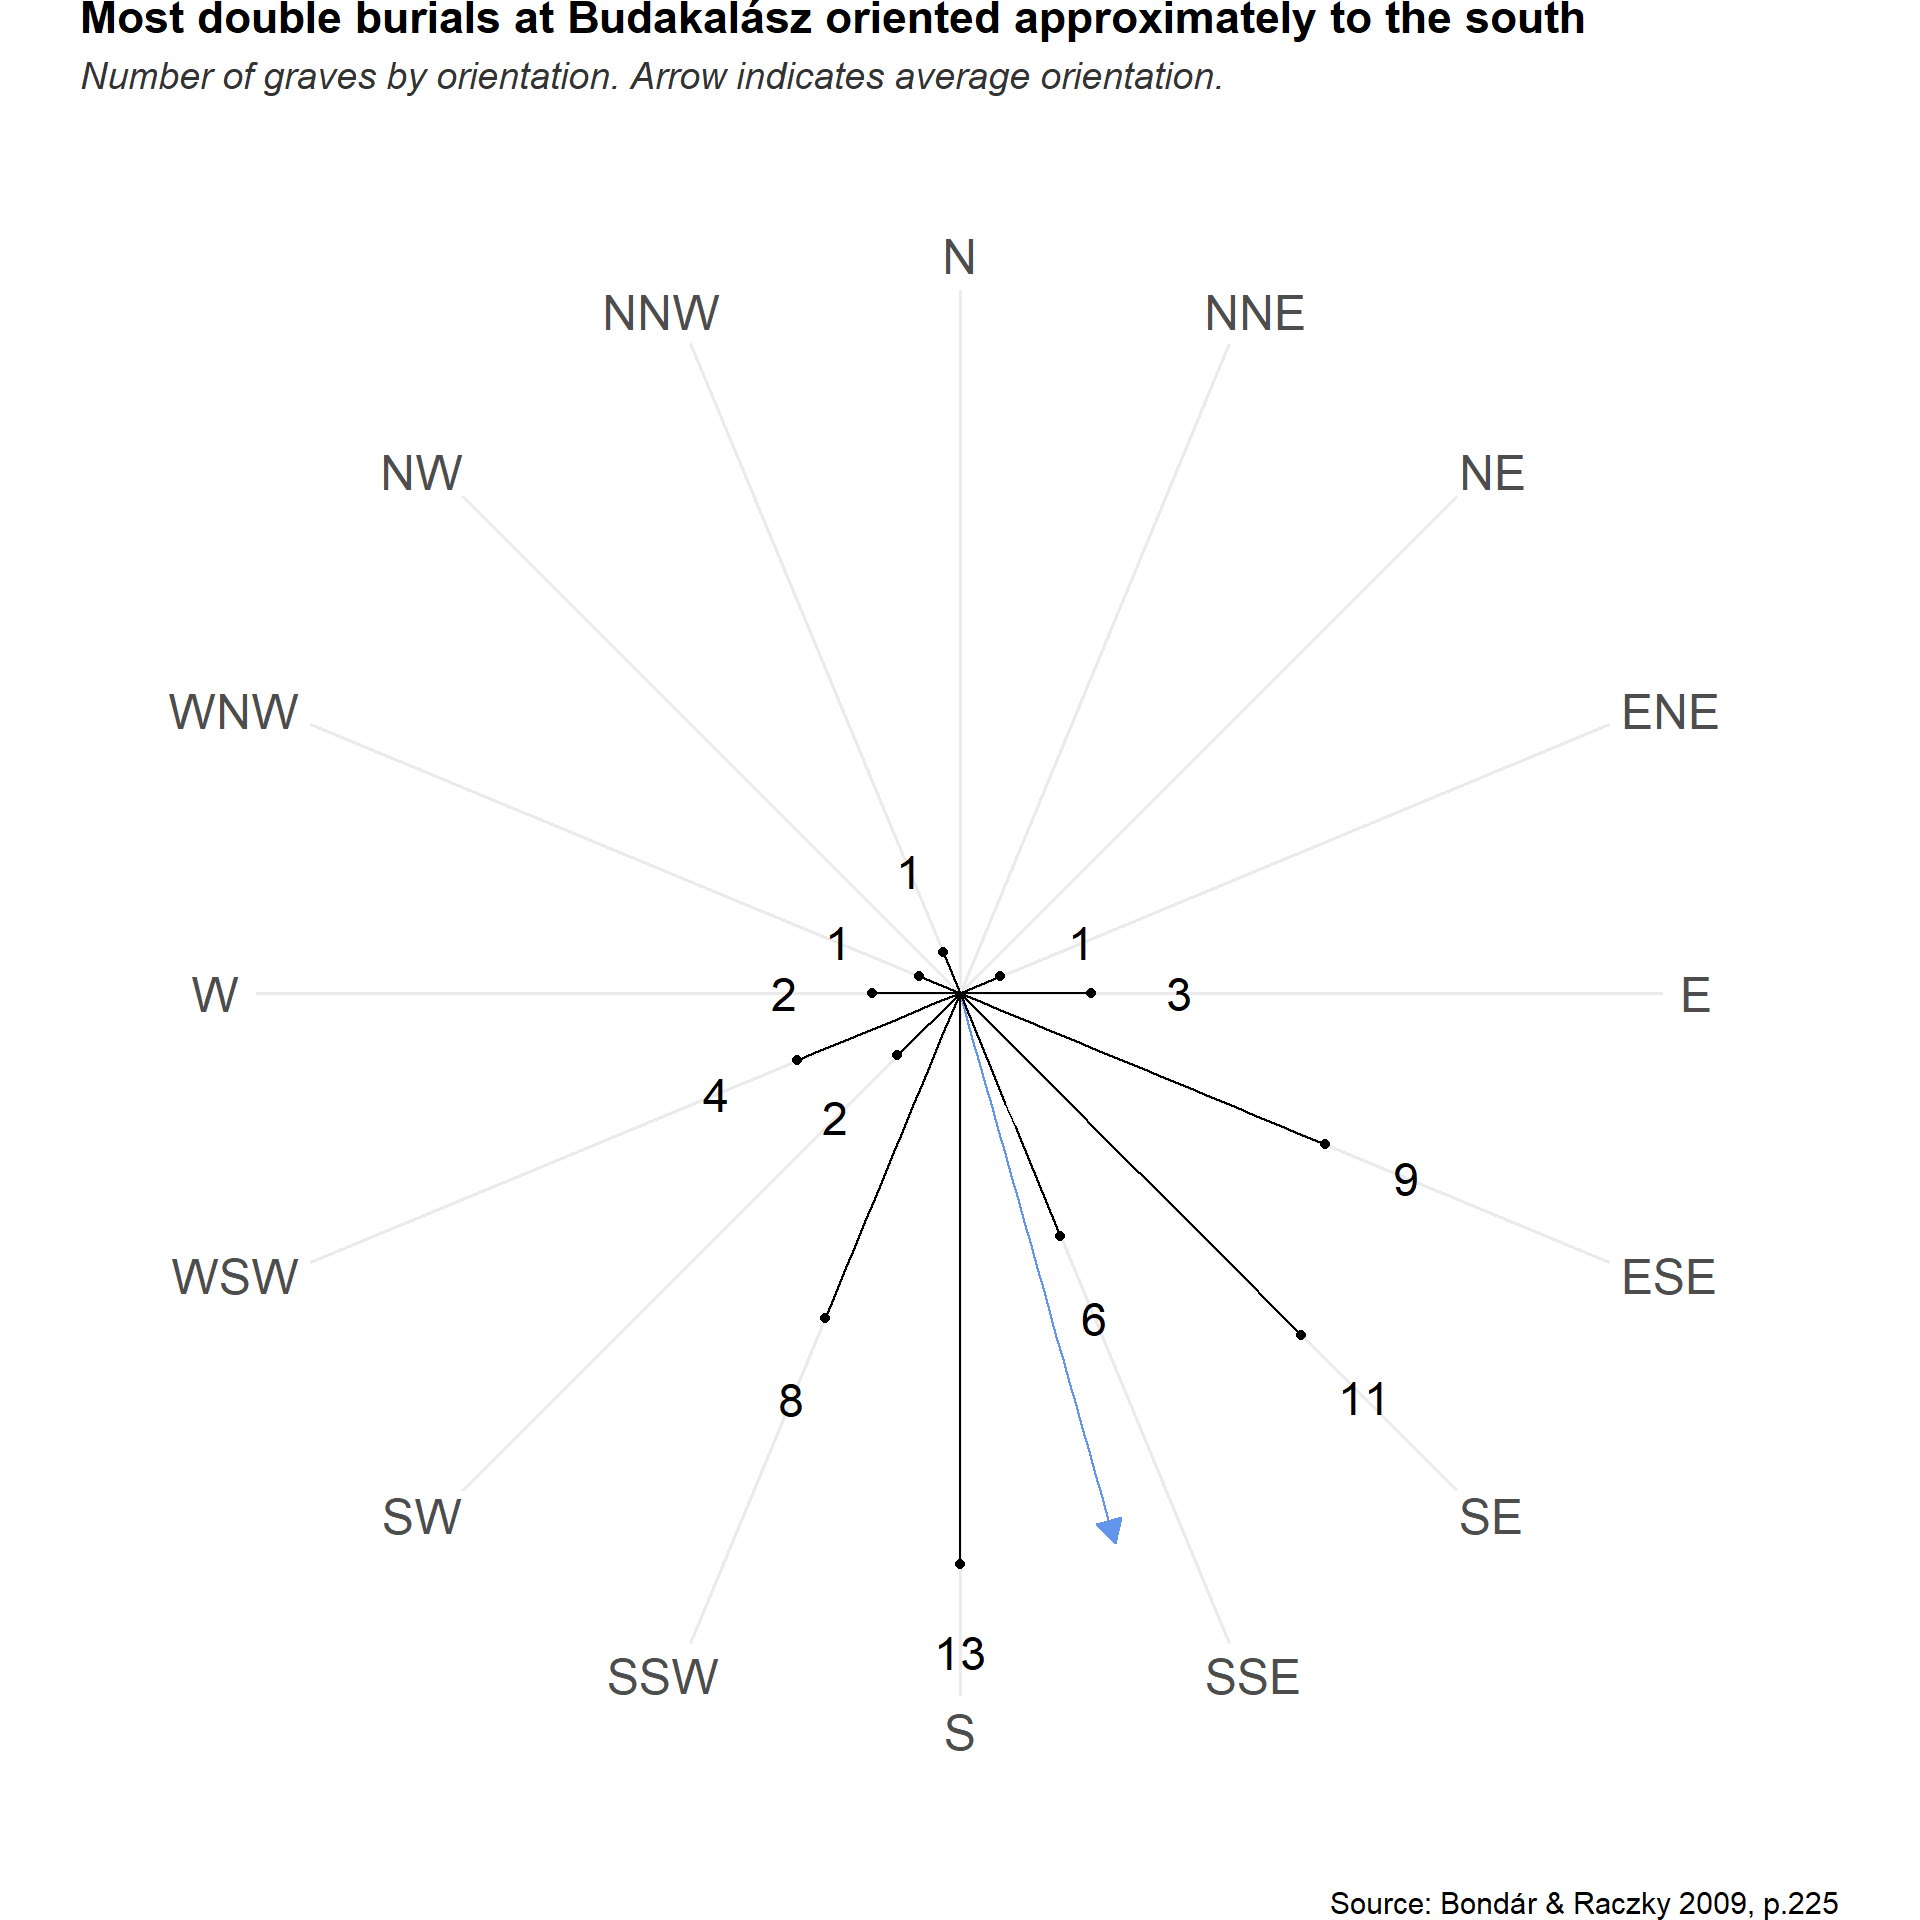 Most double burials at Budakalász oriented approximately to the south
Number of graves by orientation. Arrow indicates average orientation.
N
NNW
NNE
NW
NE
WNW
ENE
1
1
1
W
2
3
E
4
2
9
WSW
ESE
6
8
11
SW
SE
13
SSW
SSE
S
Source: Bondár & Raczky 2009, p.225